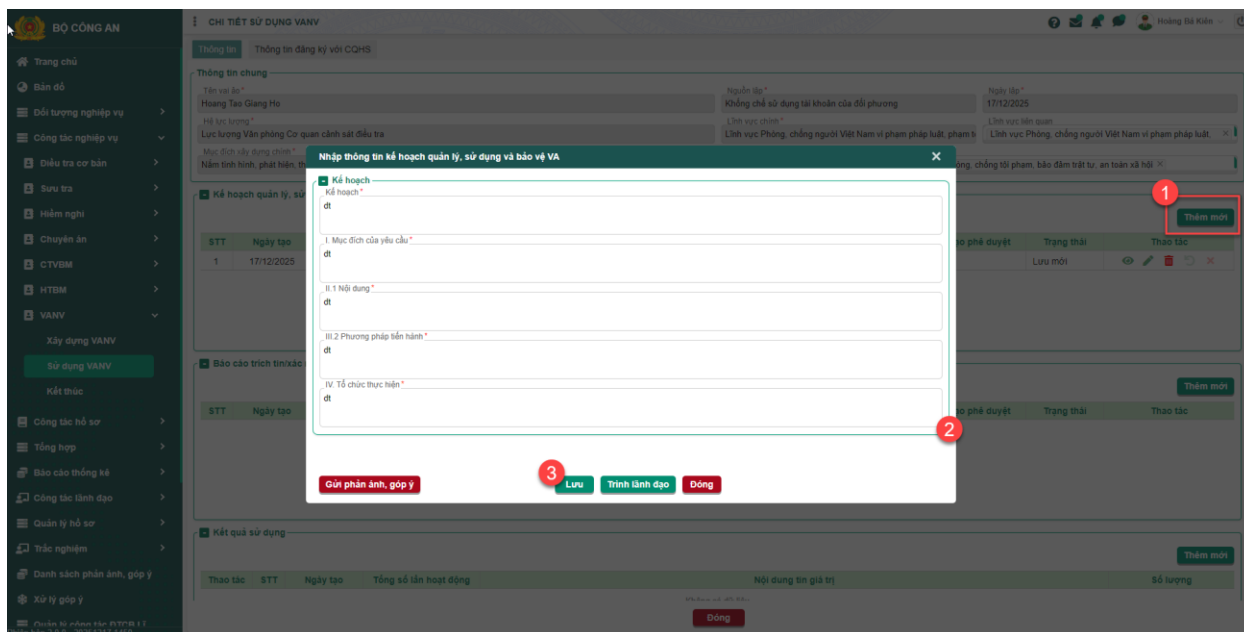 BỘ CÔNG AN
CHI TIẾT SỬ DỤNG VANV
Hoàng Bá Kiên
Trang chủ
Bản đồ
Đối tượng nghiệp vụ
Công tác nghiệp vụ
Điều tra cơ bản
Sưu tra
Hiềm nghi
Chuyên án
CTVBM
HTBM
VANV
Xây dựng VANV
Sử dụng VANV
Kết thúc
Công tác hồ sơ
Tổng hợp
Báo cáo thống kê
Công tác lãnh đạo
Quản lý hồ sơ
Trắc nghiệm
Danh sách phản ánh, góp ý
Xử lý góp ý
Quản lý công tác ĐTCB LĨ
Thông tin
Thông tin đăng ký với CQHS
Thông tin chung
Tên vai ảo *
Hoang Tao Giang Ho
Nguồn lập *
Khống chế sử dụng tài khoản của đối phương
Ngày lập *
17/12/2025
Hệ lực lượng *
Lực lượng Văn phòng Cơ quan cảnh sát điều tra
Lĩnh vực chính *
Lĩnh vực Phòng, chống người Việt Nam vi phạm pháp luật, phạm
Lĩnh vực liên quan
Lĩnh vực Phòng, chống người Việt Nam vi phạm pháp luật,
Mục đích xây dựng chính *
Nắm tình hình, phát hiện,
chống tội phạm, bảo đảm trật tự, an toàn xã hội
Kế hoạch quản lý,
1
Thêm mới
STT
Ngày tạo
phê duyệt
Trạng thái
Thao tác
1
17/12/2025
Lưu mới
Nhập thông tin kế hoạch quản lý, sử dụng và bảo vệ VA
Kế hoạch
Kế hoạch *
dt
I. Mục đích của yêu cầu *
dt
II.1 Nội dung *
dt
III.2 Phương pháp tiến hành *
dt
IV. Tổ chức thực hiện *
dt
2
3
Gửi phản ánh, góp ý
Lưu
Trình lãnh đạo
Đóng
Báo cáo trích tin/xác
Thêm mới
STT
Ngày tạo
phê duyệt
Trạng thái
Thao tác
Kết quả sử dụng
Thêm mới
Thao tác
STT
Ngày tạo
Tổng số lần hoạt động
Nội dung tin giá trị
Số lượng
Đóng